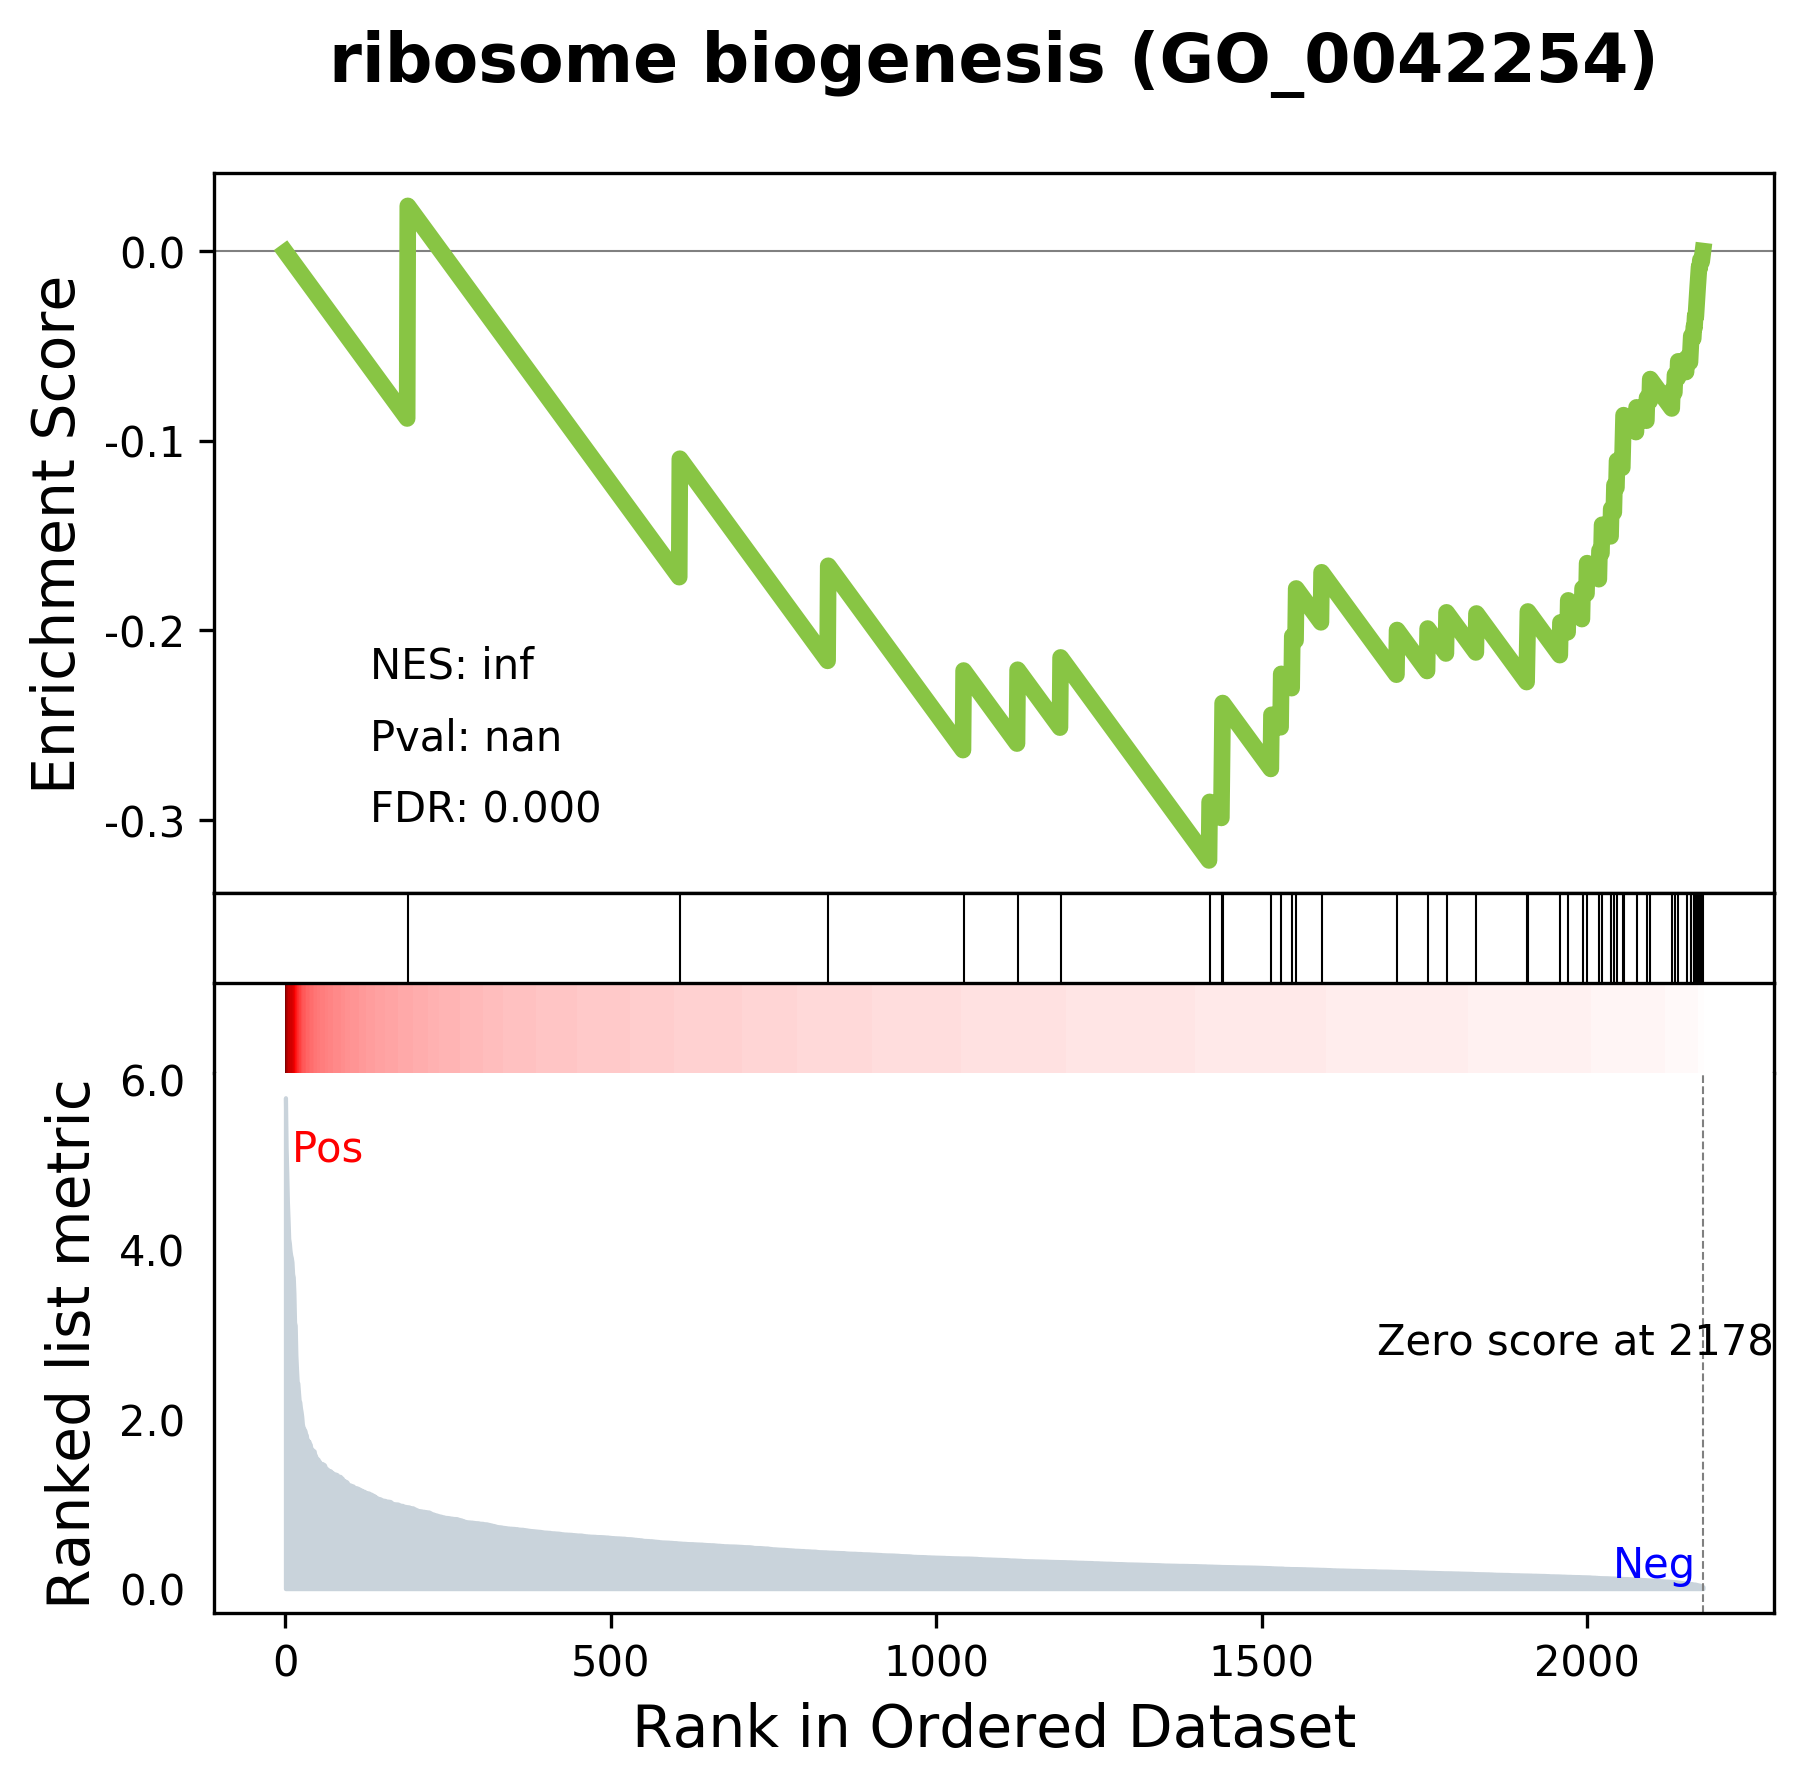 ribosome biogenesis (GO_0042254)
Enrichment Score
0.0
-0.1
-0.2
-0.3
NES: inf
Pval: nan
FDR: 0.000
Ranked list metric
6.0
4.0
2.0
0.0
Pos
Zero score at 2178
Neg
0 500 1000 1500 2000
Rank in Ordered Dataset